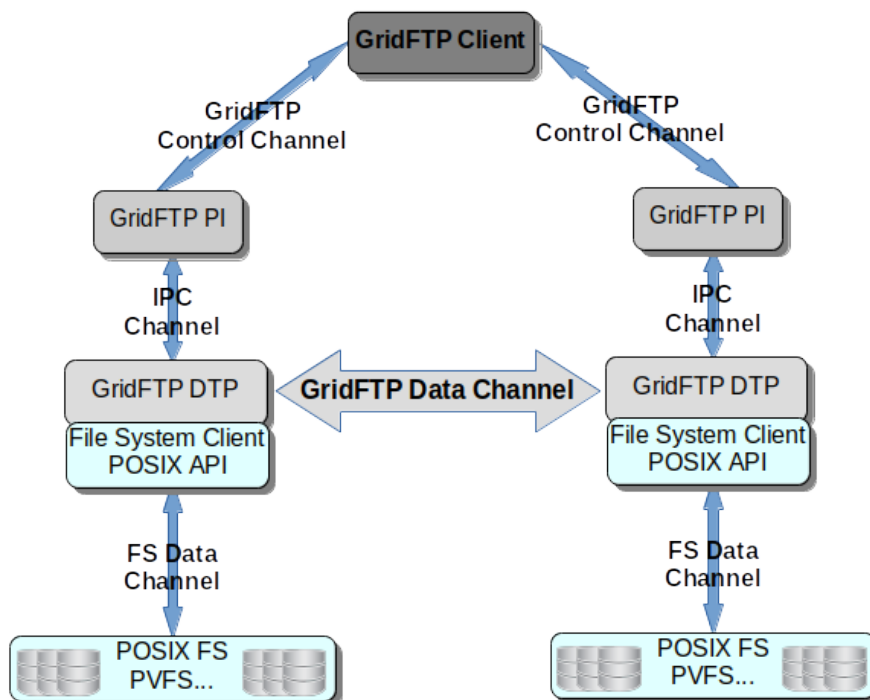 GridFTP Client
GridFTP
Control Channel
GridFTP
Control Channel
GridFTP PI
GridFTP PI
IPC
Channel
IPC
Channel
GridFTP DTP
GridFTP Data Channel
GridFTP DTP
File System Client
POSIX API
File System Client
POSIX API
FS Data
Channel
FS Data
Channel
POSIX FS
PVFS...
POSIX FS
PVFS...